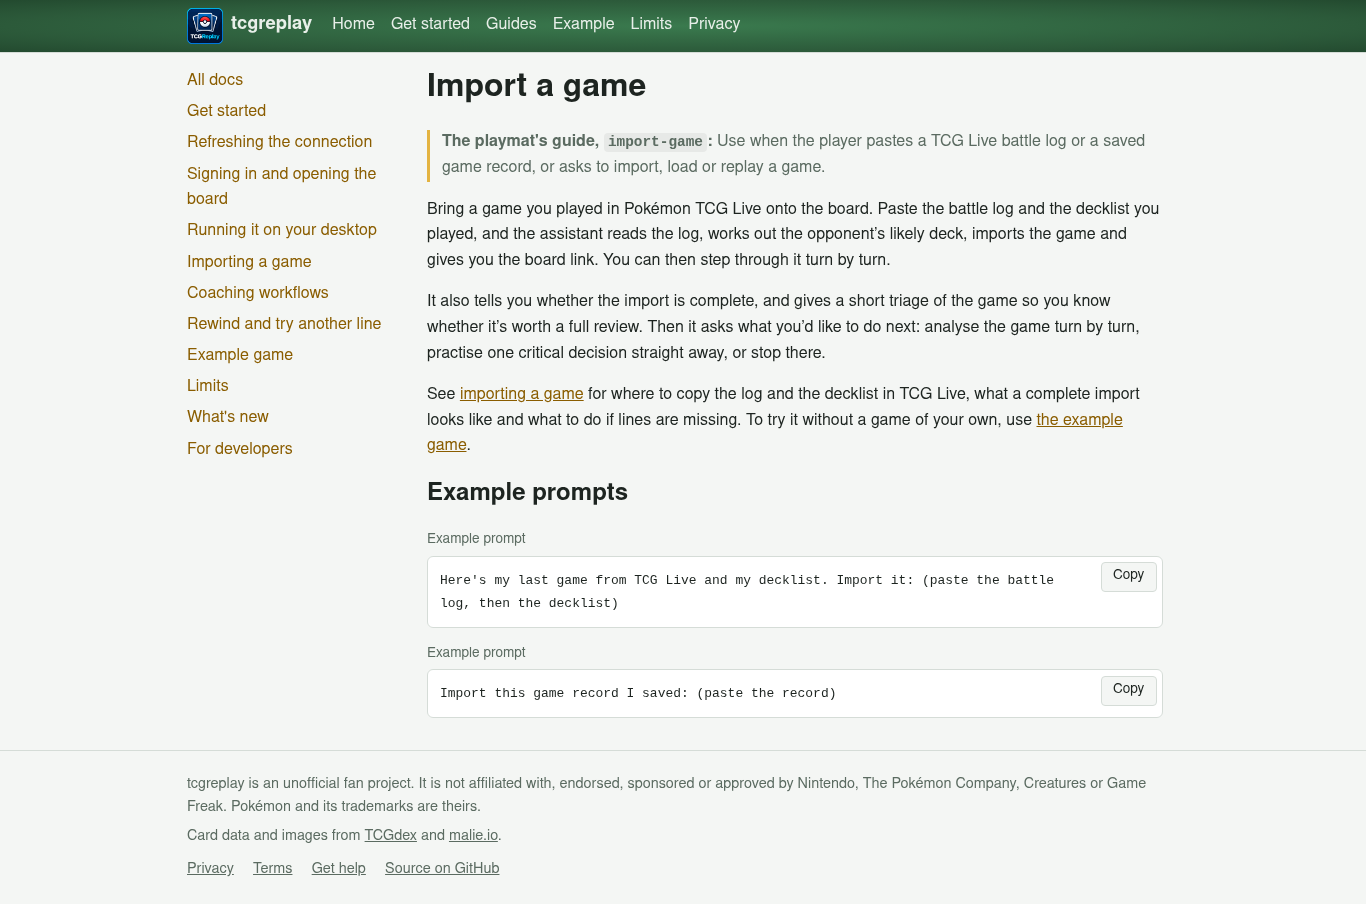 TCGReplay
tcgreplay
Home
Get started
Guides
Example
Limits
Privacy
All docs
Get started
Refreshing the connection
Signing in and opening the
board
Running it on your desktop
Importing a game
Coaching workflows
Rewind and try another line
Example game
Limits
What's new
For developers
Import a game
The playmat's guide, import-game: Use when the player pastes a TCG Live battle log or a saved
game record, or asks to import, load or replay a game.
Bring a game you played in Pokémon TCG Live onto the board. Paste the battle log and the decklist you
played, and the assistant reads the log, works out the opponent’s likely deck, imports the game and
gives you the board link. You can then step through it turn by turn.
It also tells you whether the import is complete, and gives a short triage of the game so you know
whether it’s worth a full review. Then it asks what you’d like to do next: analyse the game turn by turn,
practise one critical decision straight away, or stop there.
See importing a game for where to copy the log and the decklist in TCG Live, what a complete import
looks like and what to do if lines are missing. To try it without a game of your own, use the example
game.
Example prompts
Example prompt
Here's my last game from TCG Live and my decklist. Import it: (paste the battle
log, then the decklist)
Copy
Example prompt
Import this game record I saved: (paste the record)
Copy
tcgreplay is an unofficial fan project. It is not affiliated with, endorsed, sponsored or approved by Nintendo, The Pokémon Company, Creatures or Game
Freak. Pokémon and its trademarks are theirs.
Card data and images from TCGdex and malie.io.
Privacy
Terms
Get help
Source on GitHub